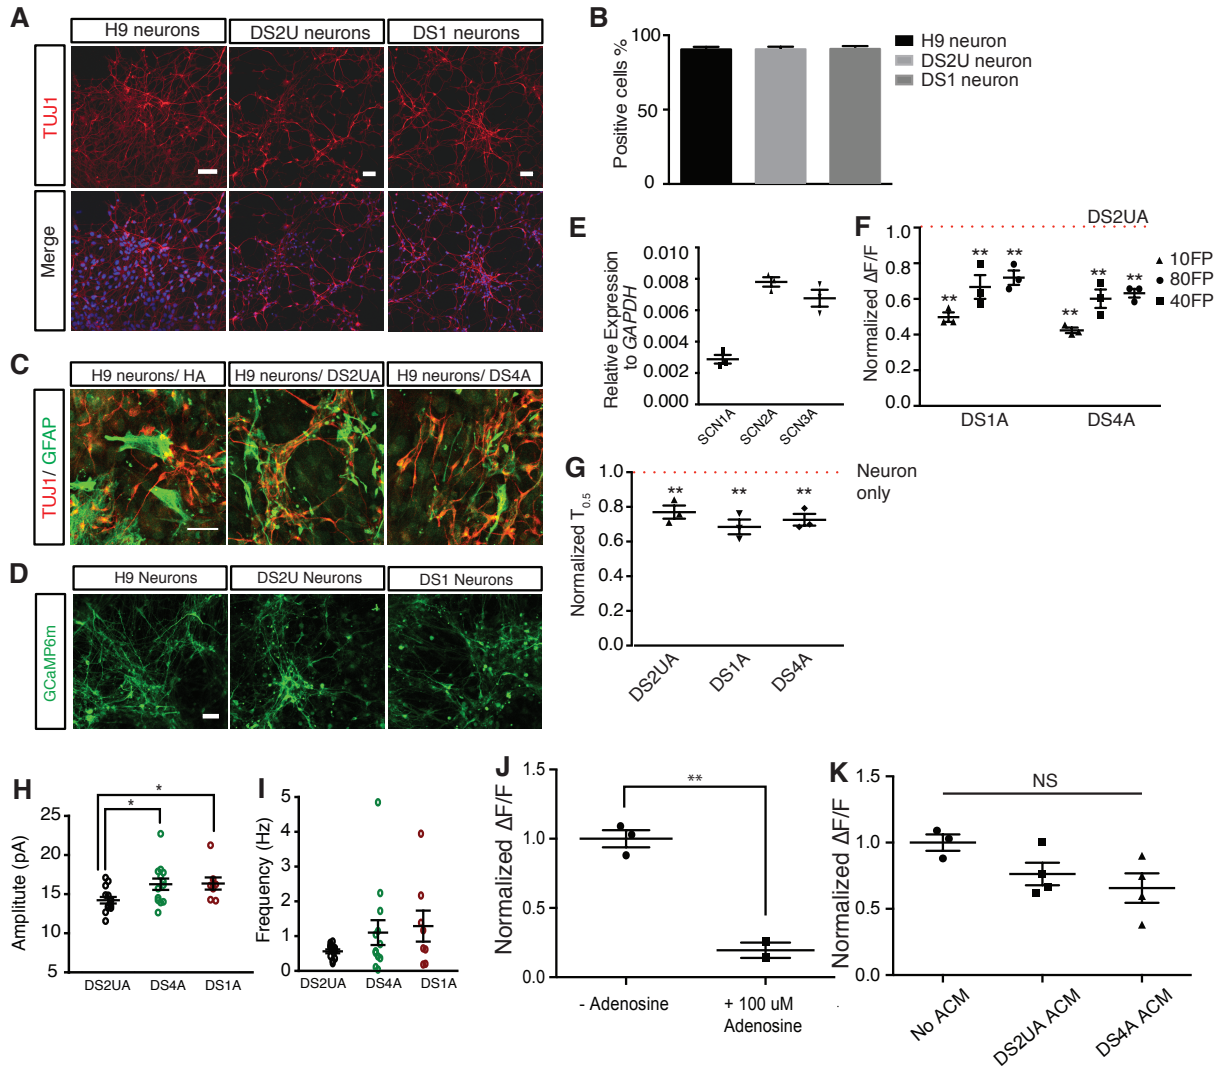 A
H9 neurons
DS2U neurons
DS1 neurons
TUJ1
Merge
B
Positive cells %
100
50
0
H9 neuron
DS2U neuron
DS1 neuron
C
H9 neurons/ HA
H9 neurons/ DS2UA
H9 neurons/ DS4A
TUJ1/ GFAP
D
H9 Neurons
DS2U Neurons
DS1 Neurons
GCaMP6m
E
Relative Expression
to GAPDH
0.010
0.008
0.006
0.004
0.002
0.000
SCN1A
SCN2A
SCN3A
F
DS2UA
Normalized ΔF/F
1.0
0.8
0.6
0.4
0.2
0.0
**
**
**
**
**
**
DS1A
DS4A
10FP
80FP
40FP
G
Neuron
only
Normalized T0.5
1.0
0.8
0.6
0.4
0.2
0.0
**
**
**
DS2UA
DS1A
DS4A
H
Amplitute (pA)
25
20
15
10
5
*
*
DS2UA
DS4A
DS1A
I
Frequency (Hz)
5
4
3
2
1
0
DS2UA
DS4A
DS1A
J
Normalized ΔF/F
1.5
1.0
0.5
0.0
**
- Adenosine
+ 100 uM
Adenosine
K
Normalized ΔF/F
1.5
1.0
0.5
0.0
NS
No ACM
DS2UA ACM
DS4A ACM